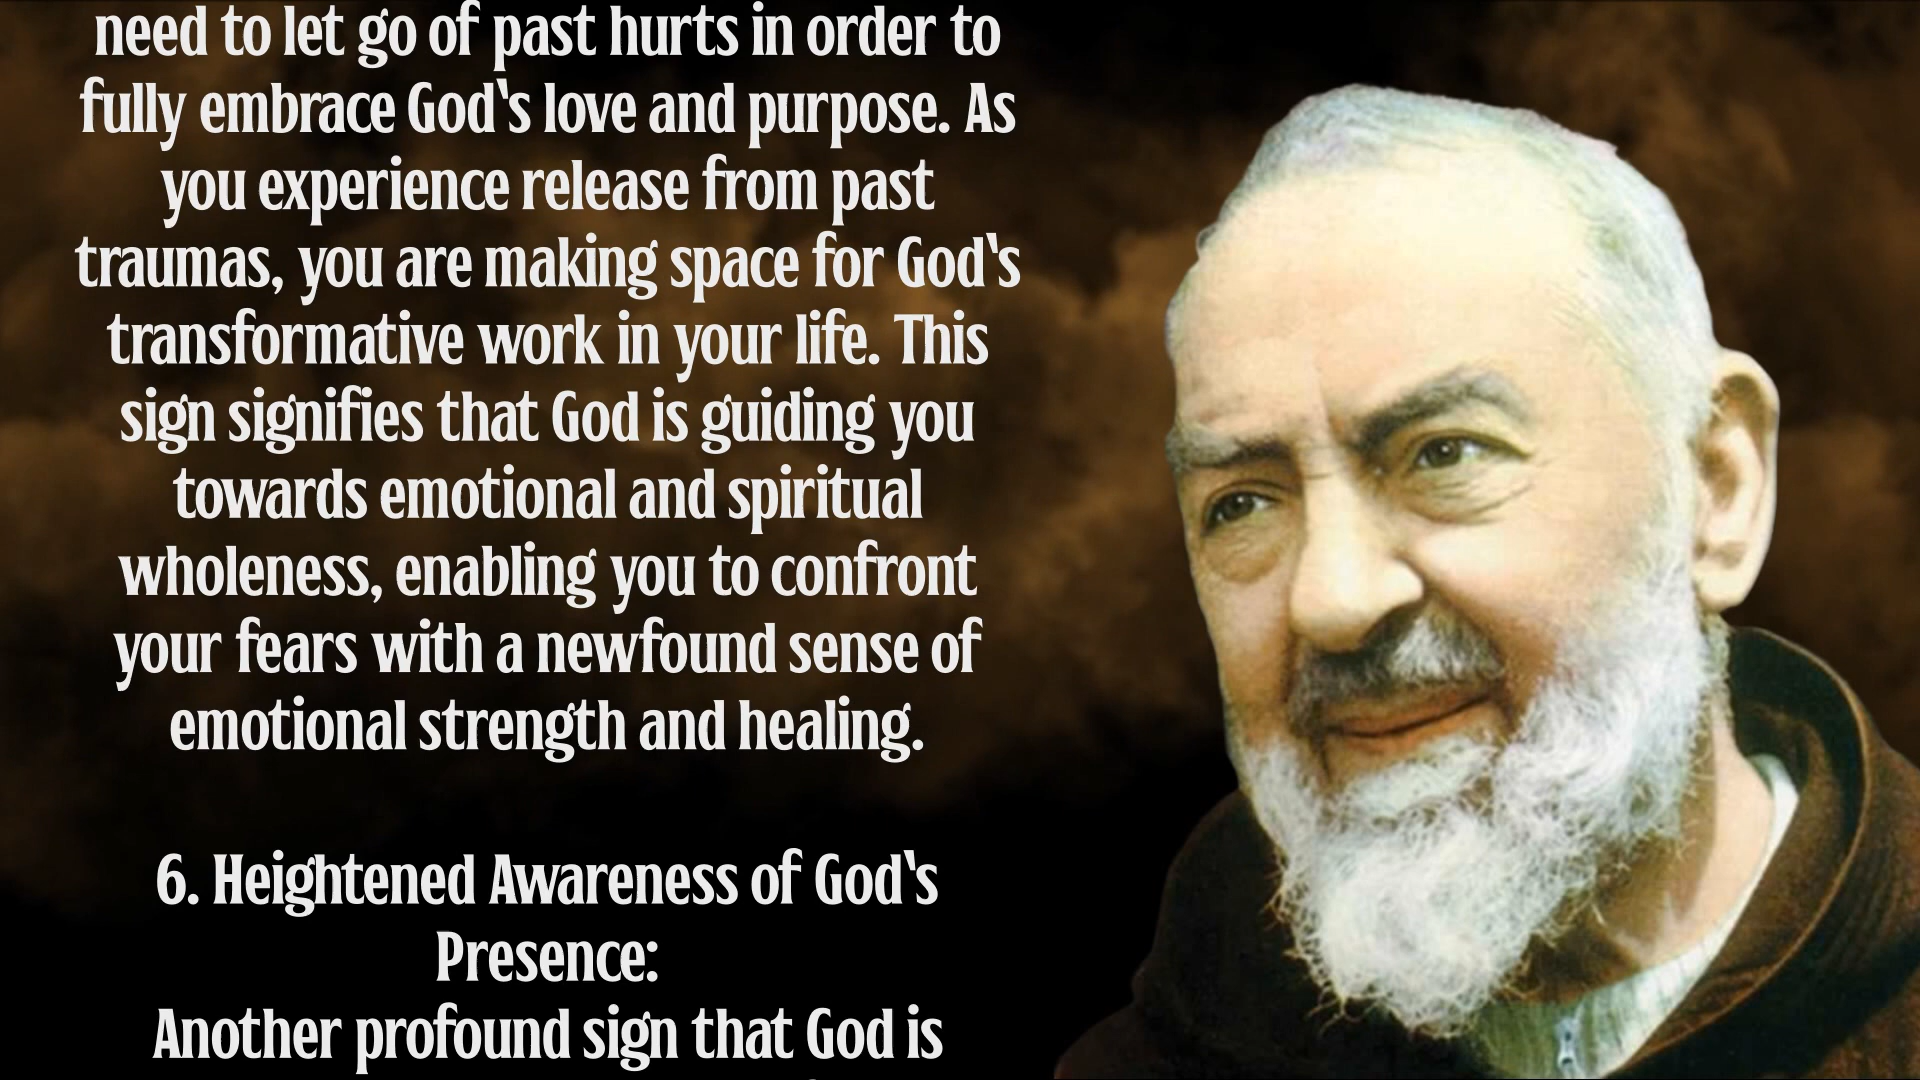 need to let go of past hurts in order to
fully embrace God's love and purpose. As
you experience release from past
traumas, you are making space for God's
transformative work in your life. This
sign signifies that God is guiding you
towards emotional and spiritual
wholeness, enabling you to confront
your fears with a newfound sense of
emotional strength and healing.
6. Heightened Awareness of God's
Presence:
Another profound sign that God is